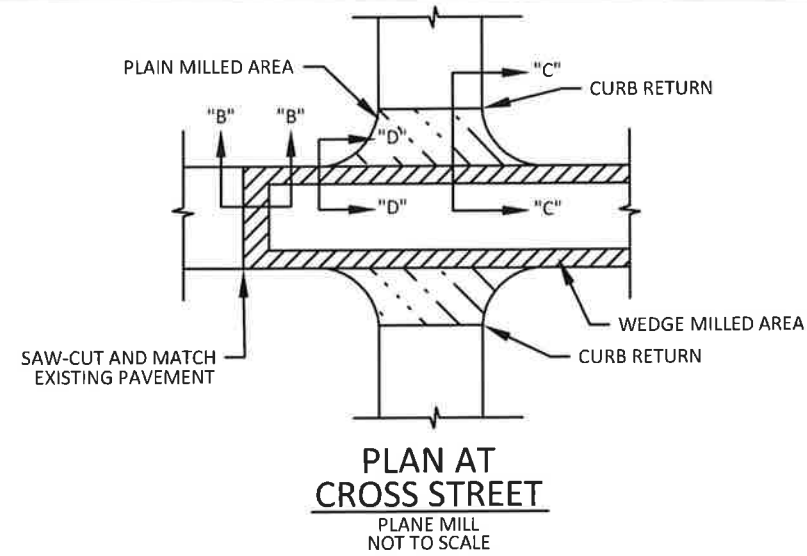 PLAIN MILLED AREA
"C"
CURB RETURN
"B"
"B"
"D"
"D"
"C"
WEDGE MILLED AREA
CURB RETURN
SAW-CUT AND MATCH
EXISTING PAVEMENT
PLAN AT
CROSS STREET
PLANE MILL
NOT TO SCALE